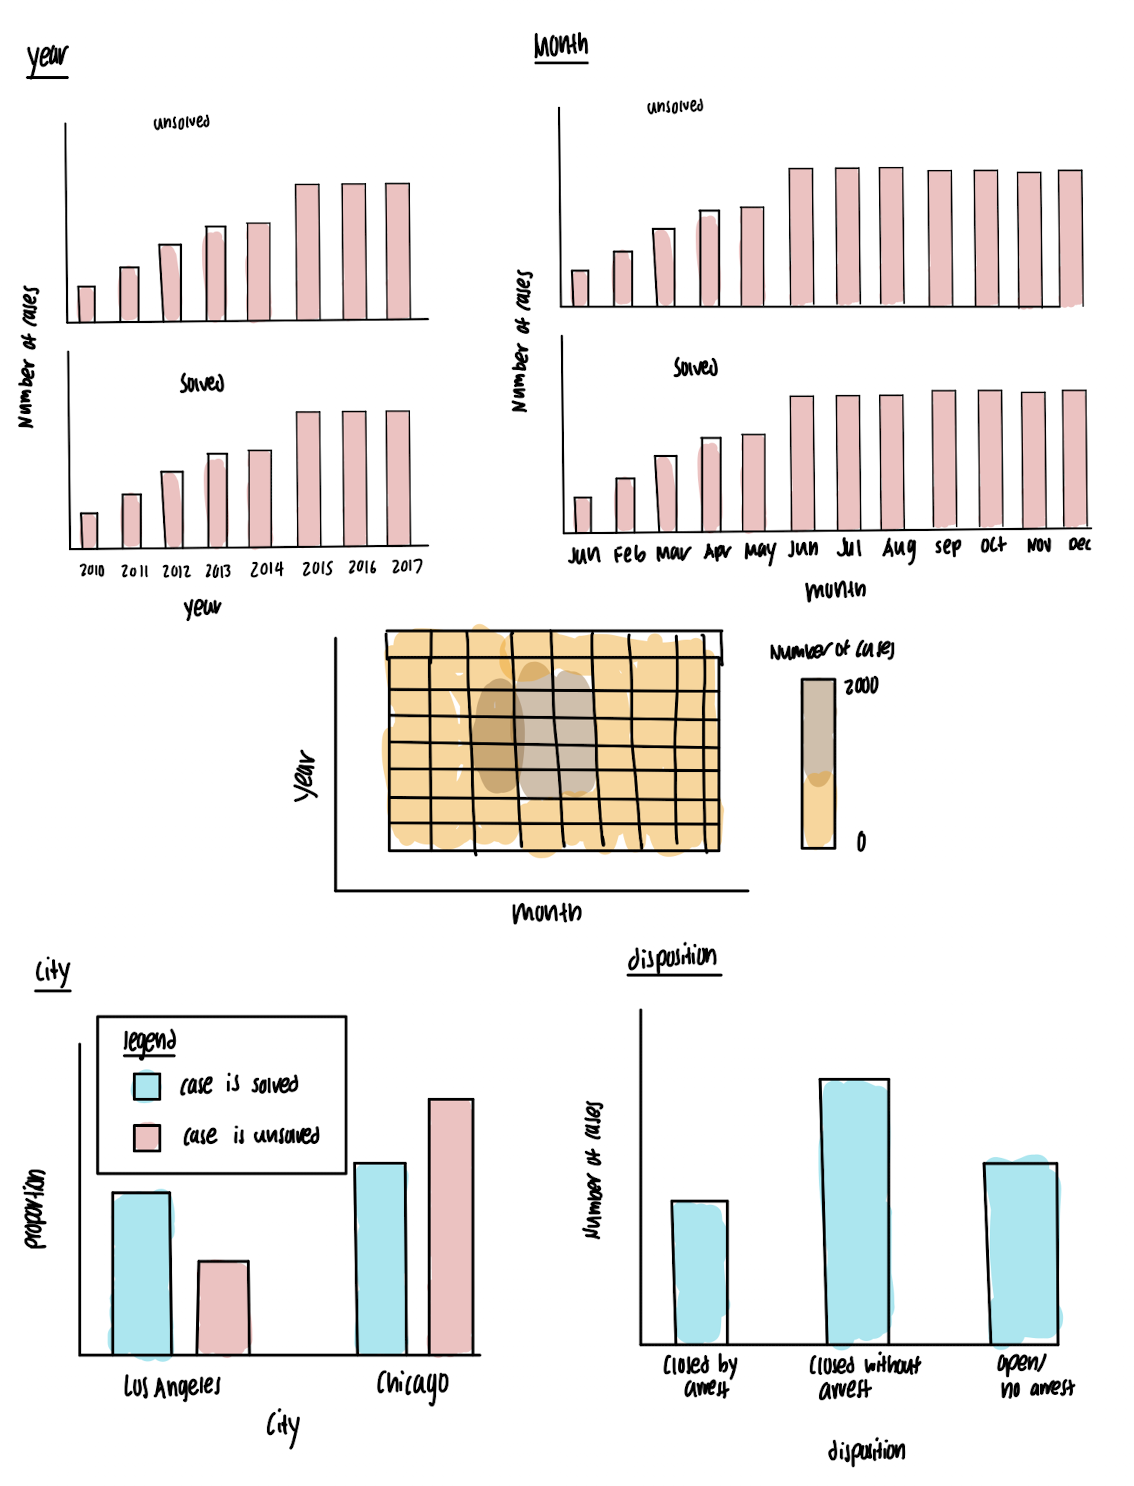 year
Month
unsolved
unsolved
Number of cases
Number of cases
Solved
Solved
2010 2011 2012 2013 2014 2015 2016 2017
year
Jun Feb Mar Apr May Jun Jul Aug Sep Oct Nov Dec
month
Number of cases
2000
0
year
month
city
disposition
legend
case is solved
case is unsolved
proportion
Number of cases
Los Angeles
Chicago
city
closed by
arrest
closed without
arrest
open/
no arrest
disposition